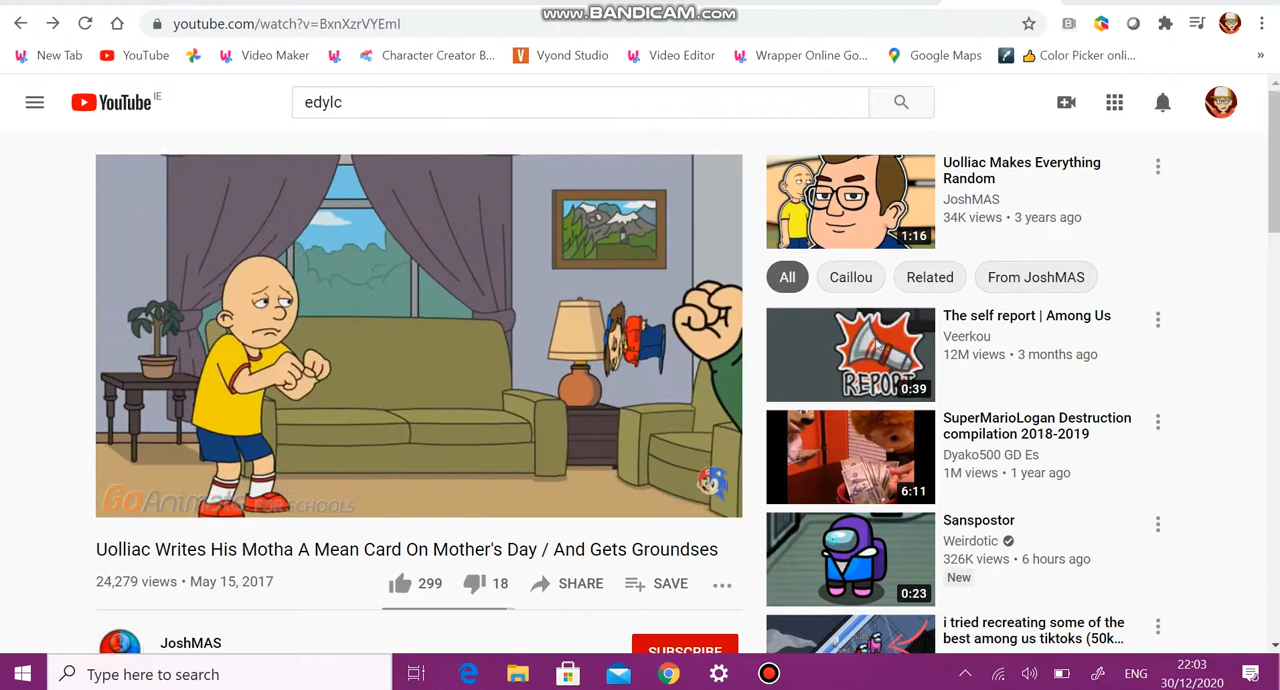 www.BANDICAM.com
youtube.com/watch?v=BxnXzrVYEmI
New Tab YouTube Video Maker Character Creator B... Vyond Studio Video Editor Wrapper Online Go... Google Maps Color Picker onli... »
YouTube IE
edylc
GoAnimate FOR SCHOOLS
Uolliac Writes His Motha A Mean Card On Mother's Day / And Gets Groundses
24,279 views • May 15, 2017
299 18 SHARE SAVE
JoshMAS
SUBSCRIBE
Uolliac Makes Everything
Random
JoshMAS
34K views • 3 years ago
1:16
All Caillou Related From JoshMAS
The self report | Among Us
Veerkou
12M views • 3 months ago
REPORT
0:39
SuperMarioLogan Destruction
compilation 2018-2019
Dyako500 GD Es
1M views • 1 year ago
6:11
Sanspostor
Weirdotic
326K views • 6 hours ago
New
0:23
i tried recreating some of the
best among us tiktoks (50k...
Type here to search
ENG
22:03
30/12/2020